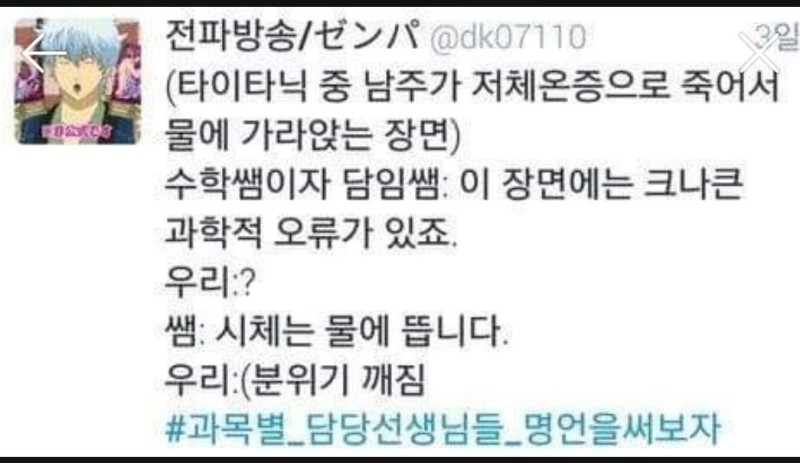 전파방송/ゼンパ @dk07110 3일
(타이타닉 중 남주가 저체온증으로 죽어서
물에 가라앉는 장면)
수학쌤이자 담임쌤: 이 장면에는 크나큰
과학적 오류가 있죠.
우리:?
쌤: 시체는 물에 뜹니다.
우리:(분위기 깨짐
#과목별_담당선생님들_명언을써보자